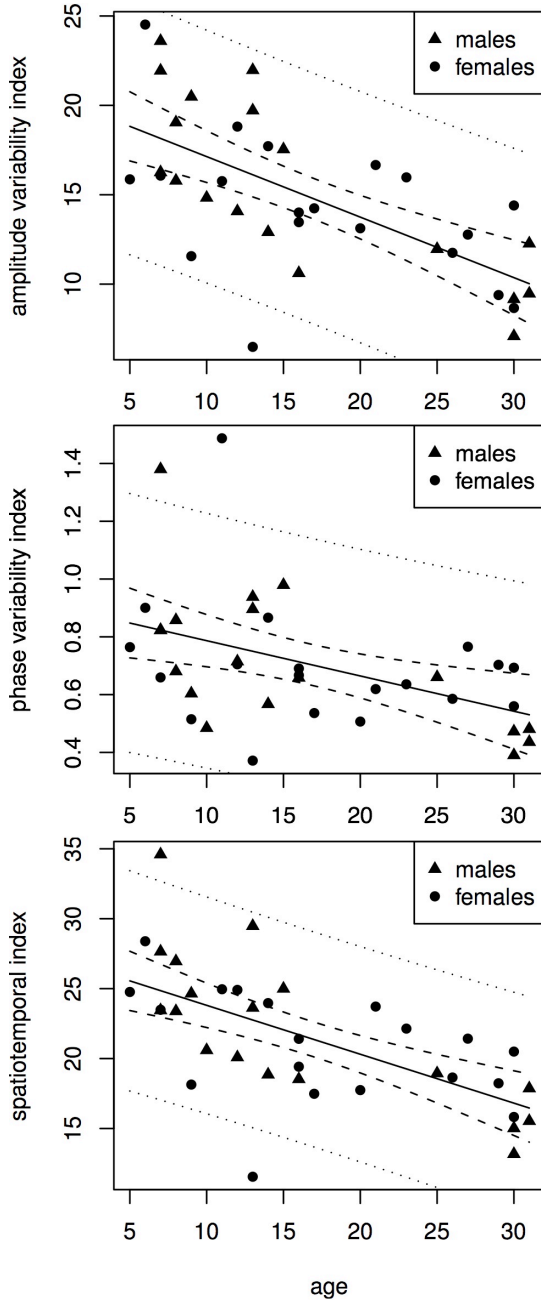 amplitude variability index
25
20
15
10
males
females
5 10 15 20 25 30
phase variability index
1.4
1.2
1.0
0.8
0.6
0.4
males
females
5 10 15 20 25 30
spatiotemporal index
35
30
25
20
15
males
females
5 10 15 20 25 30
age